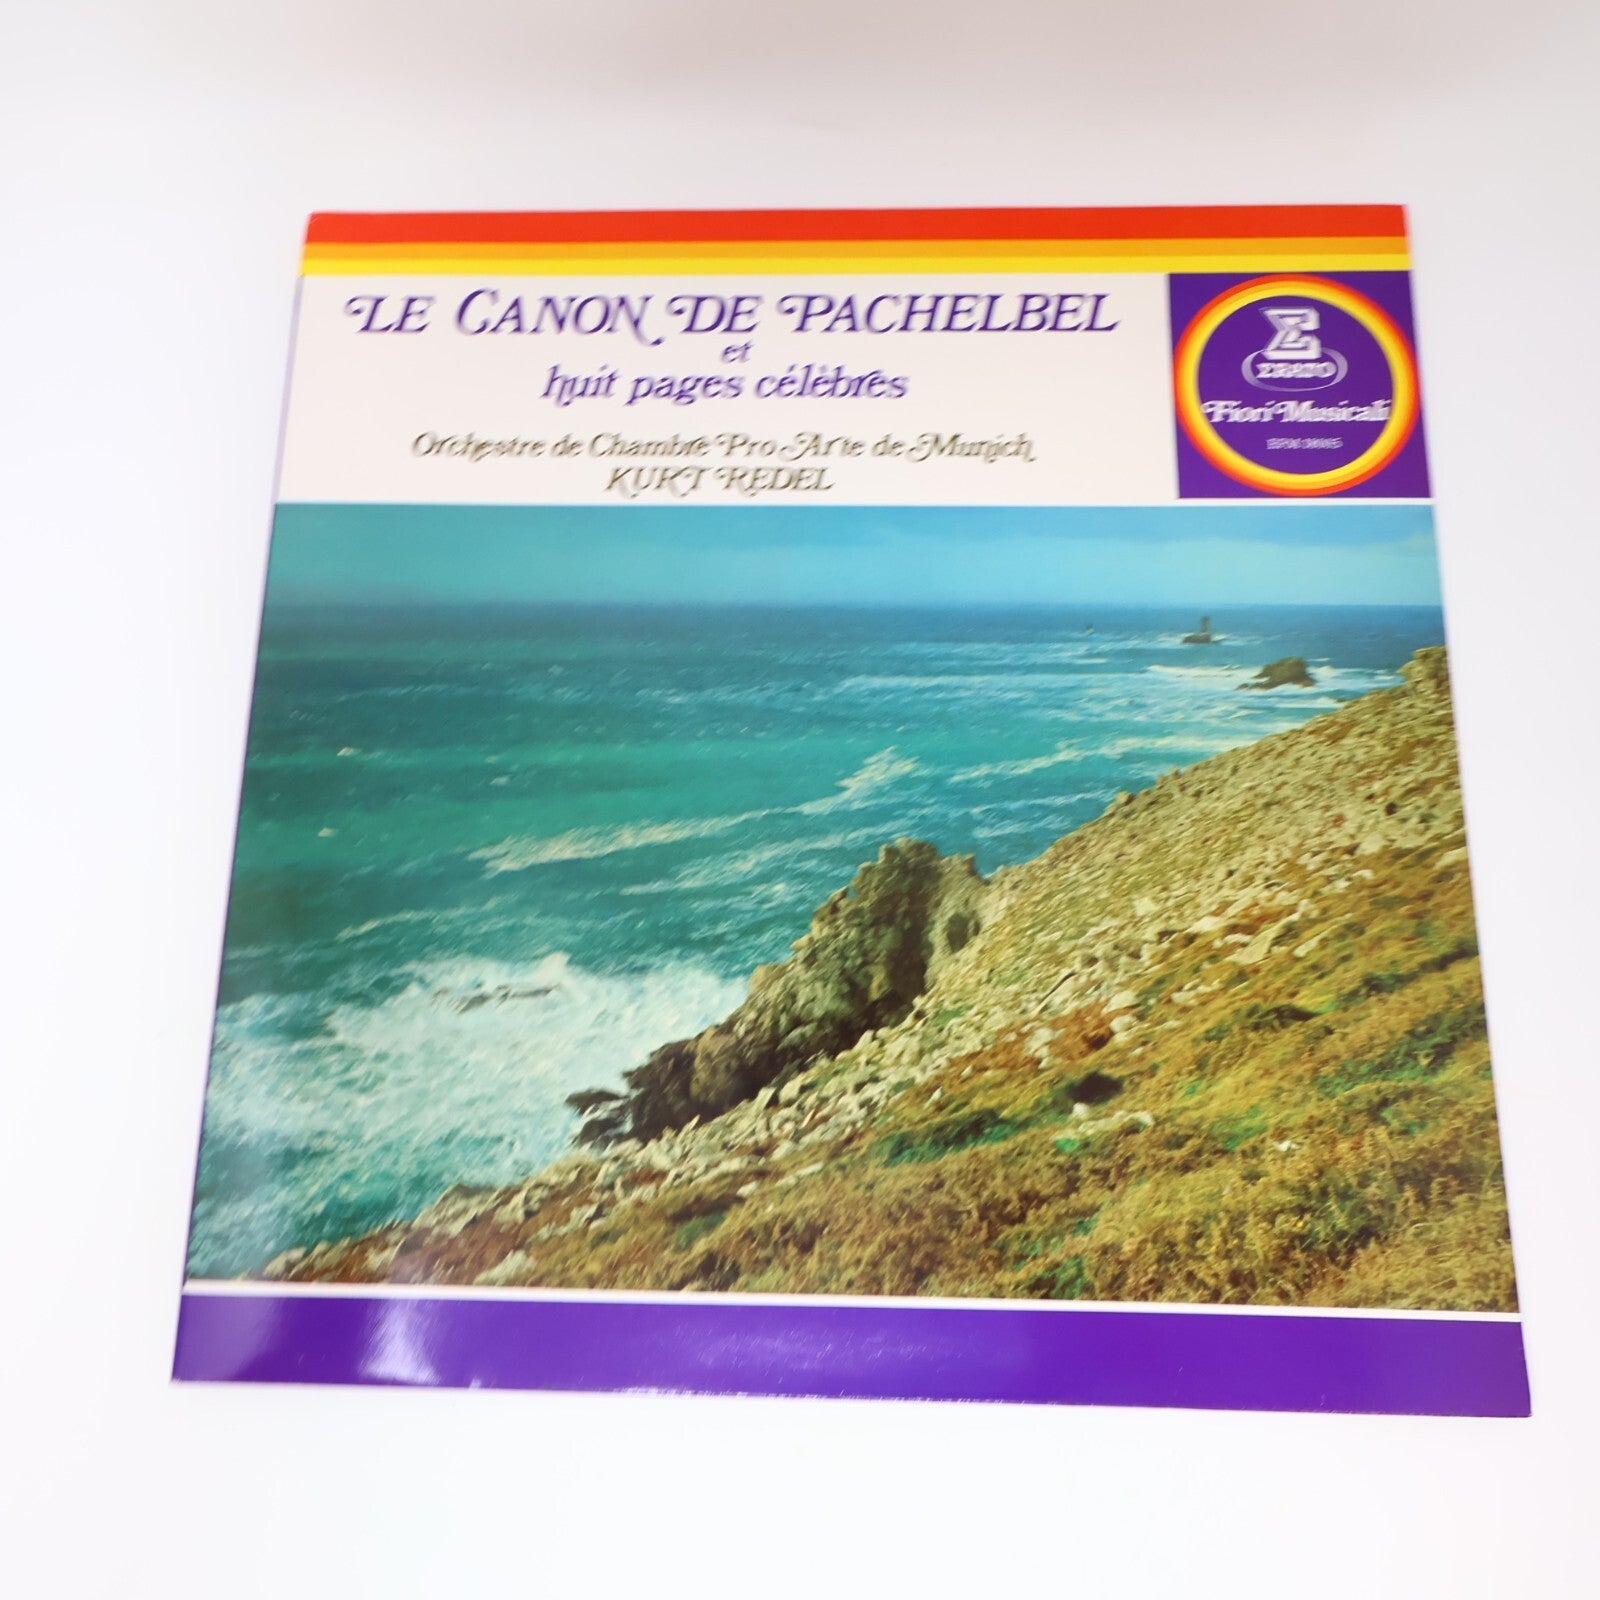 LE CANON DE PACHELBEL
et
huit pages célèbres
Orchestre de Chambre Pro Arte de Munich
KURT REDEL
ERATO
Fiori Musicali